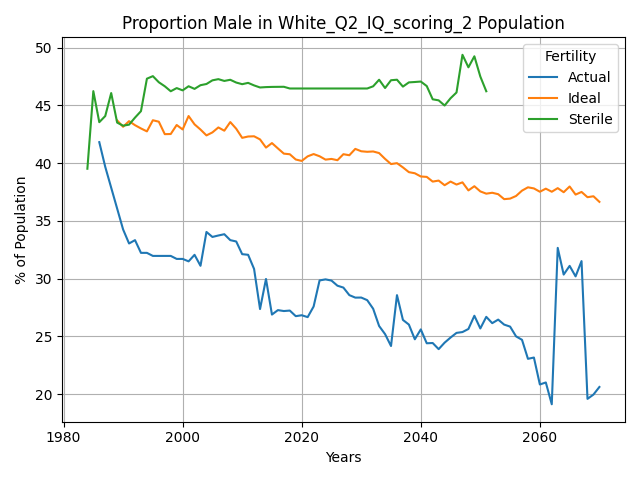 Proportion Male in White_Q2_IQ_scoring_2 Population
% of Population
50
45
40
35
30
25
20
Fertility
Actual
Ideal
Sterile
1980
2000
2020
2040
2060
Years